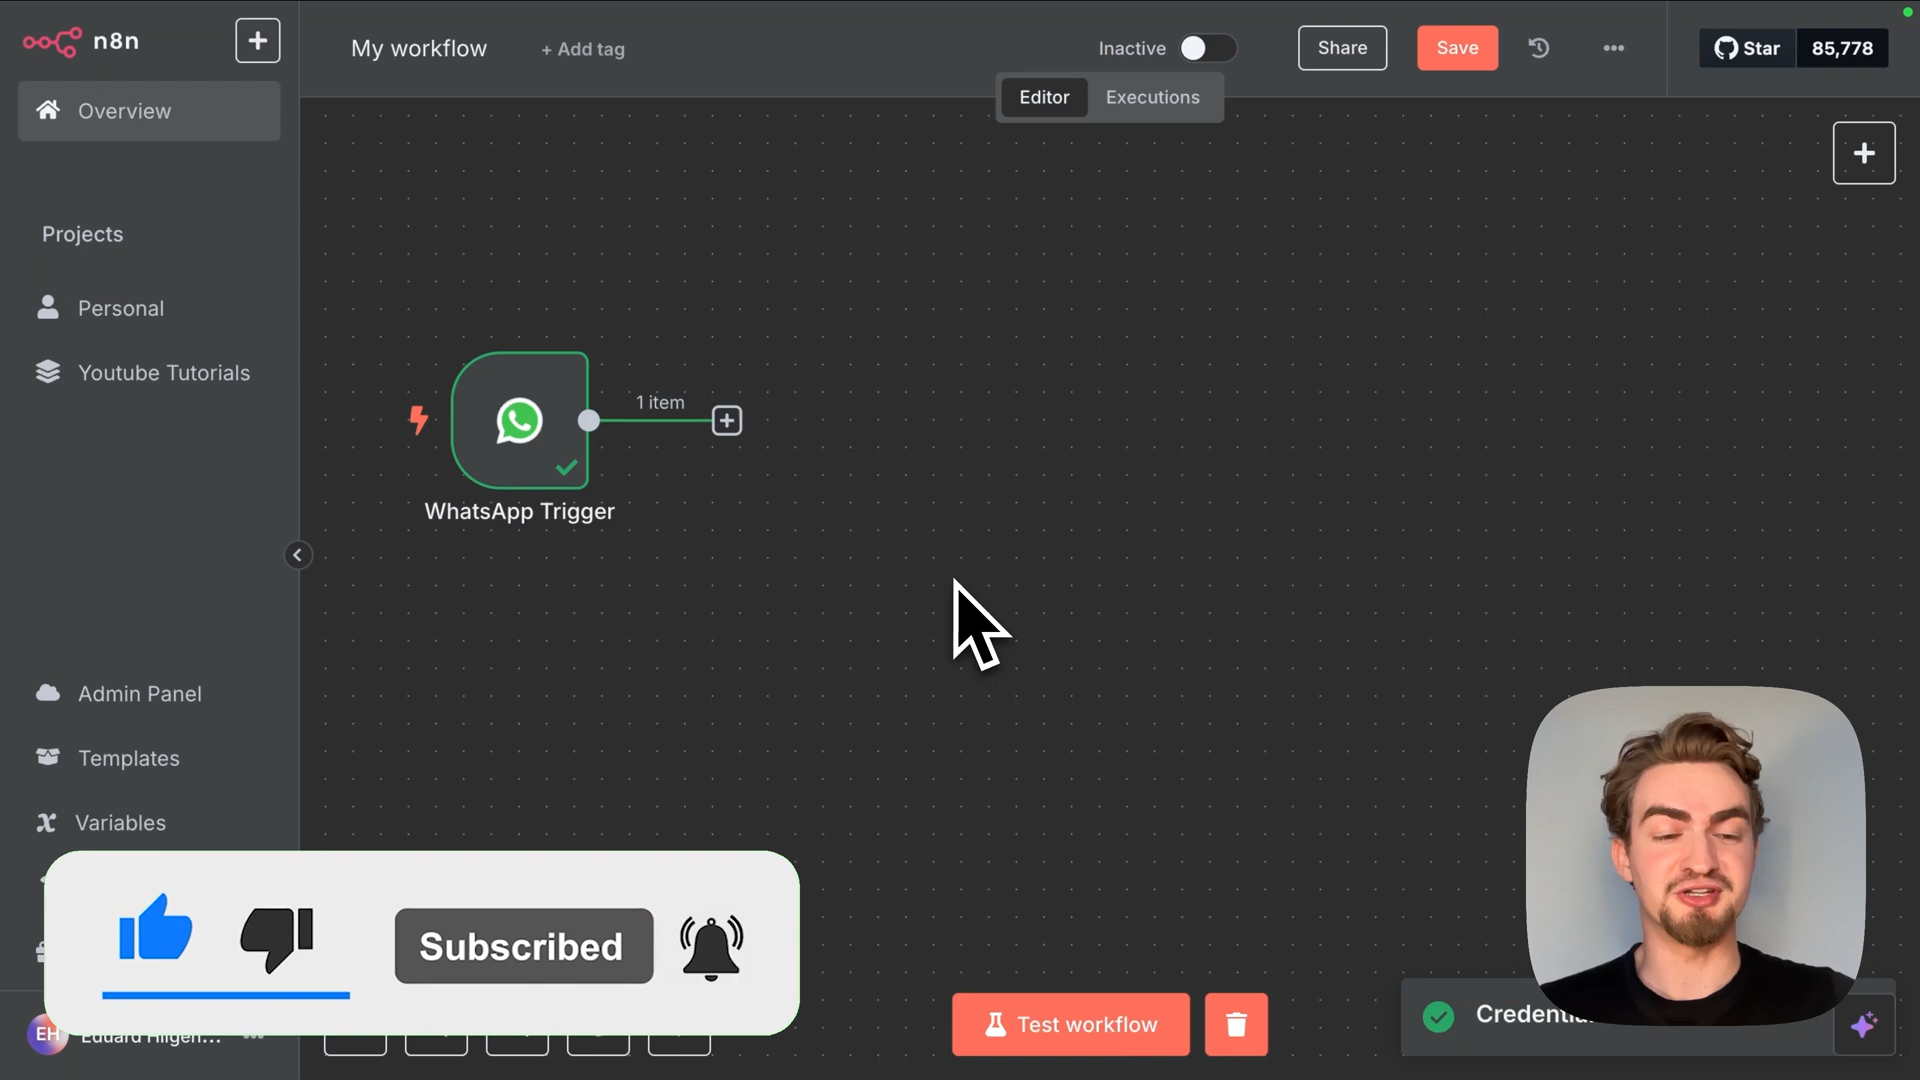 n8n
My workflow
+ Add tag
Inactive
Share
Save
Star
85,778
Overview
Editor
Executions
Projects
Personal
Youtube Tutorials
1 item
WhatsApp Trigger
Admin Panel
Templates
Variables
Subscribed
Test workflow
EH
Eduard